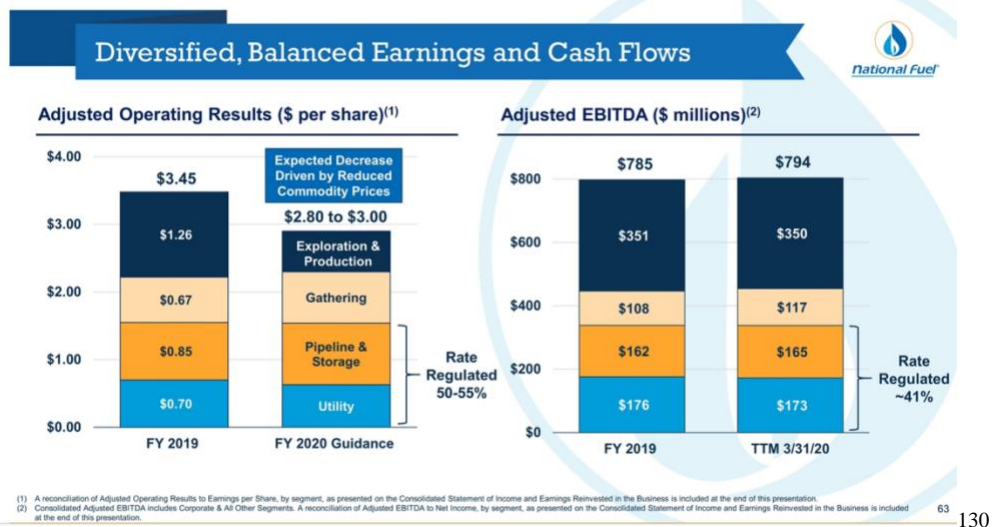 Diversified, Balanced Earnings and Cash Flows
National Fuel
Adjusted Operating Results ($ per share)(1)
$4.00
$3.00
$2.00
$1.00
$0.00
$3.45
$1.26
$0.67
$0.85
$0.70
FY 2019
Expected Decrease
Driven by Reduced
Commodity Prices
$2.80 to $3.00
Exploration &
Production
Gathering
Pipeline &
Storage
Utility
FY 2020 Guidance
Rate
Regulated
50-55%
Adjusted EBITDA ($ millions)(2)
$800
$600
$400
$200
$0
$785
$351
$108
$162
$176
FY 2019
$794
$350
$117
$165
$173
TTM 3/31/20
Rate
Regulated
~41%
(1) A reconciliation of Adjusted Operating Results to Earnings per Share, by segment, as presented on the Consolidated Statement of Income and Earnings Reinvested in the Business is included at the end of this presentation.
(2) Consolidated Adjusted EBITDA includes Corporate & All Other Segments. A reconciliation of Adjusted EBITDA to Net Income, by segment, as presented on the Consolidated Statement of Income and Earnings Reinvested in the Business is included
at the end of this presentation.
63
130